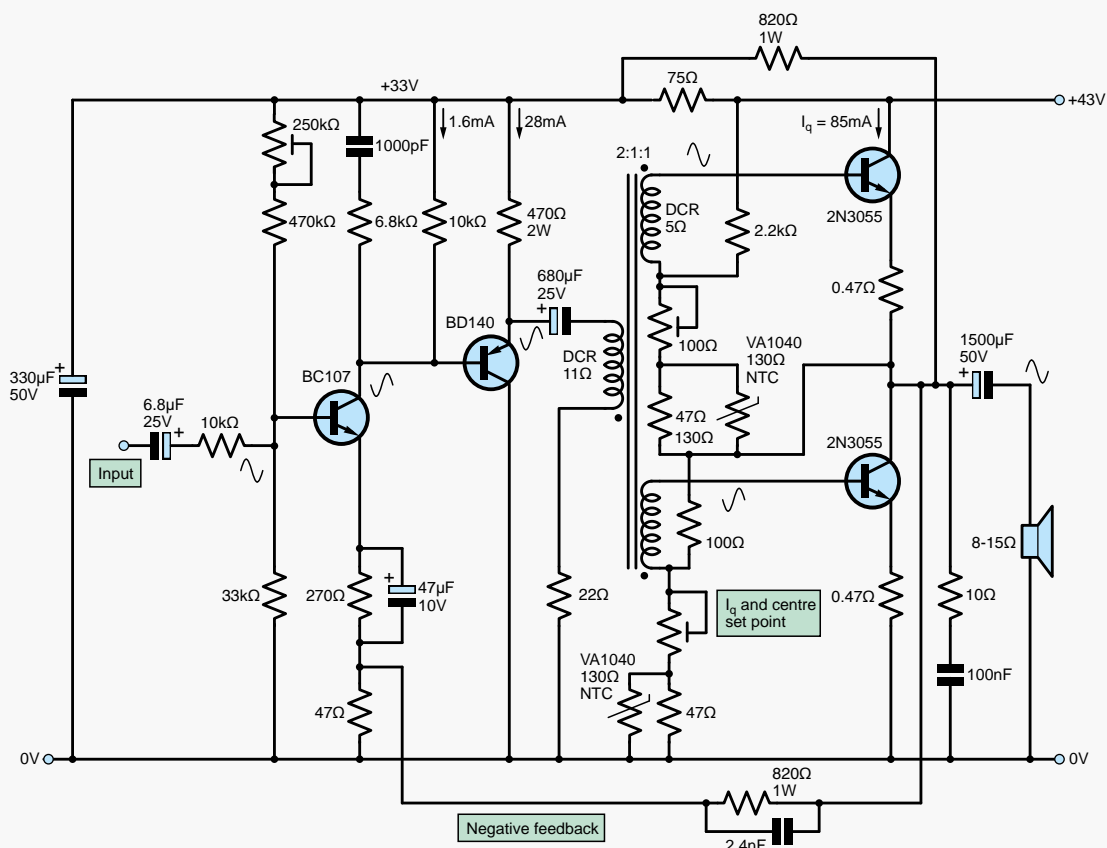 820Ω
1W
+33V
75Ω
+43V
250kΩ
1.6mA
28mA
Iq = 85mA
1000pF
2:1:1
470kΩ
6.8kΩ
10kΩ
470Ω
2W
DCR
5Ω
2.2kΩ
2N3055
680µF
25V
+
0.47Ω
BD140
DCR
11Ω
100Ω
VA1040
130Ω
NTC
1500µF
50V
+
330µF
50V
+
BC107
6.8µF
25V
+
10kΩ
47Ω
130Ω
2N3055
Input
8-15Ω
100Ω
33kΩ
270Ω
+
47µF
10V
22Ω
Iq and centre
set point
0.47Ω
10Ω
VA1040
130Ω
NTC
100nF
47Ω
47Ω
0V
0V
820Ω
1W
Negative feedback